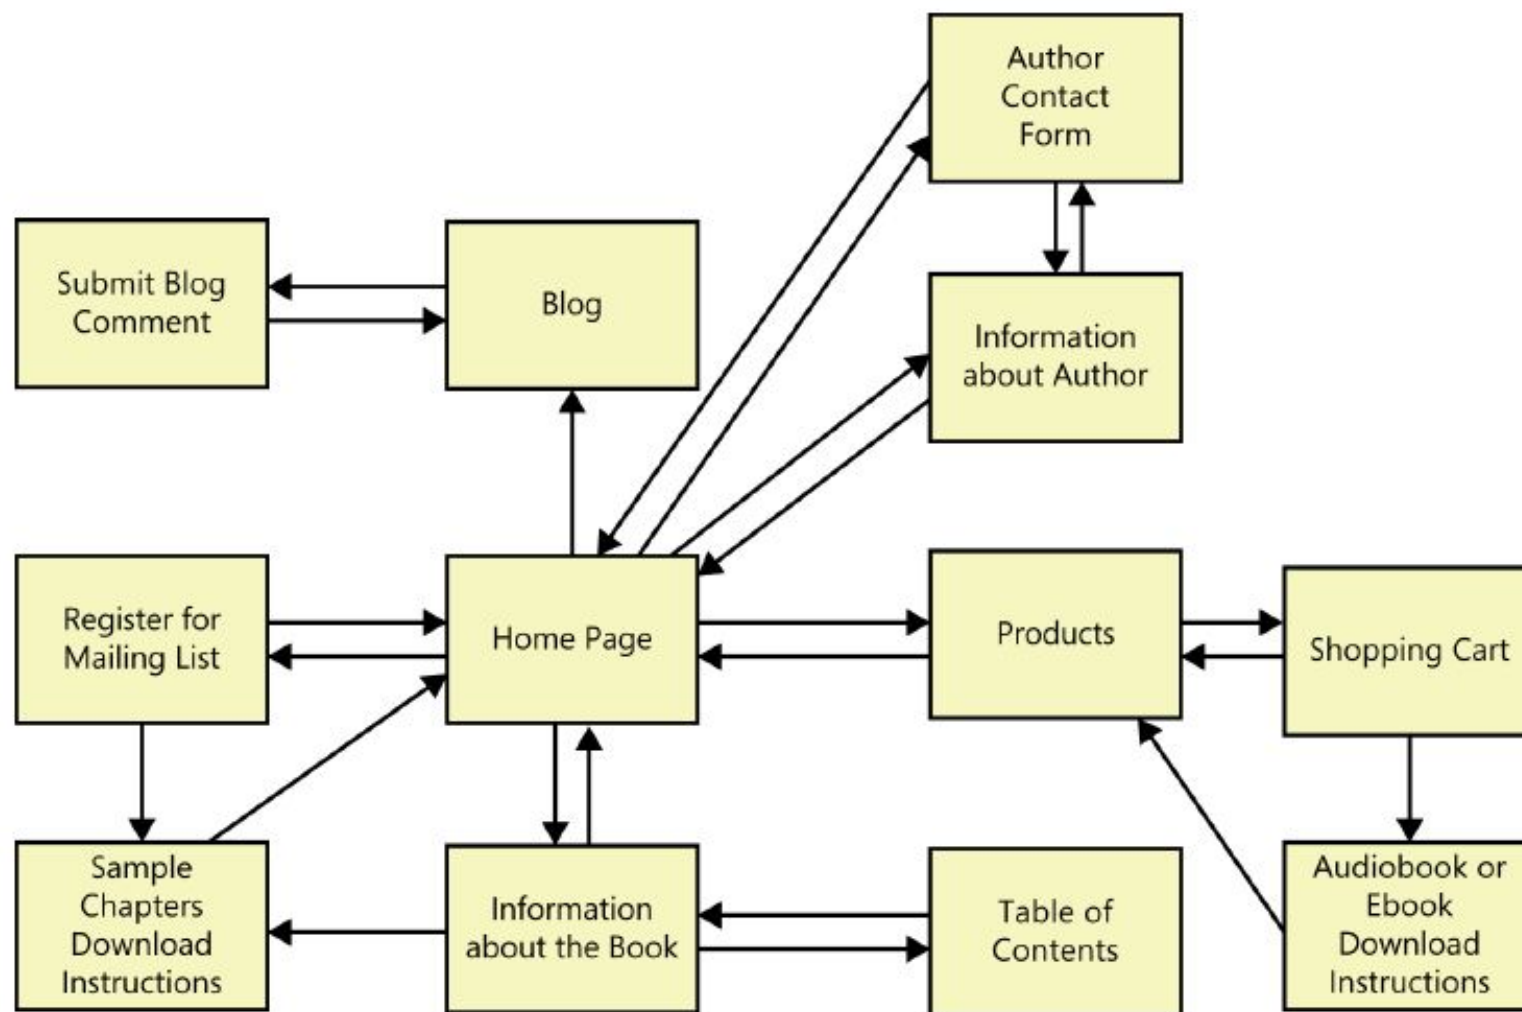 Author
Contact
Form
Submit Blog
Comment
Blog
Information
about Author
Register for
Mailing List
Home Page
Products
Shopping Cart
Sample
Chapters
Download
Instructions
Information
about the Book
Table of
Contents
Audiobook or
Ebook
Download
Instructions